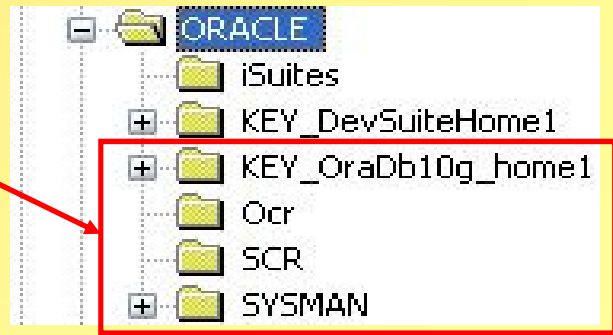 ORACLE
iSuites
KEY_DevSuiteHome1
KEY_OraDb10g_home1
Ocr
SCR
SYSMAN